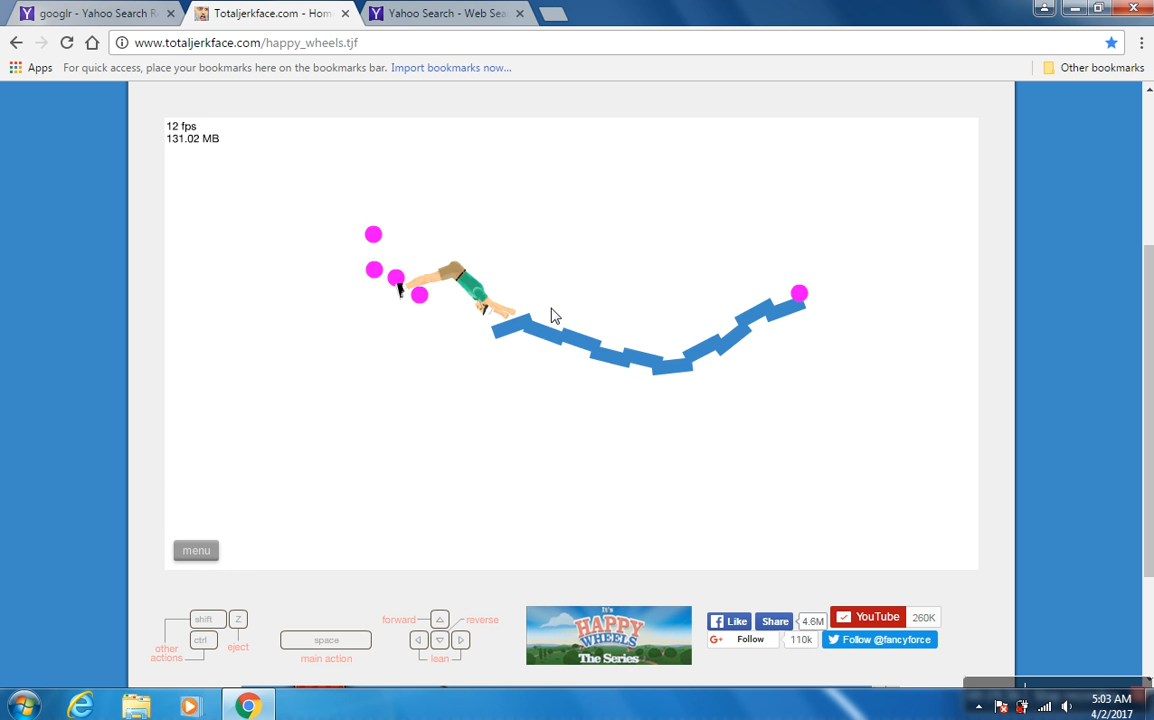 googlr - Yahoo Search R
Totaljerkface.com - Hom
Yahoo Search - Web Sea
www.totaljerkface.com/happy_wheels.tjf
Apps
For quick access, place your bookmarks here on the bookmarks bar. Import bookmarks now...
Other bookmarks
12 fps
131.02 MB
menu
shift
Z
ctrl
eject
other
actions
space
main action
forward
reverse
lean
IT'S
HAPPY
WHEELS
The Series
Like
Share
4.6M
YouTube
260K
G+ Follow
110k
Follow @fancyforce
5:03 AM
4/2/2017